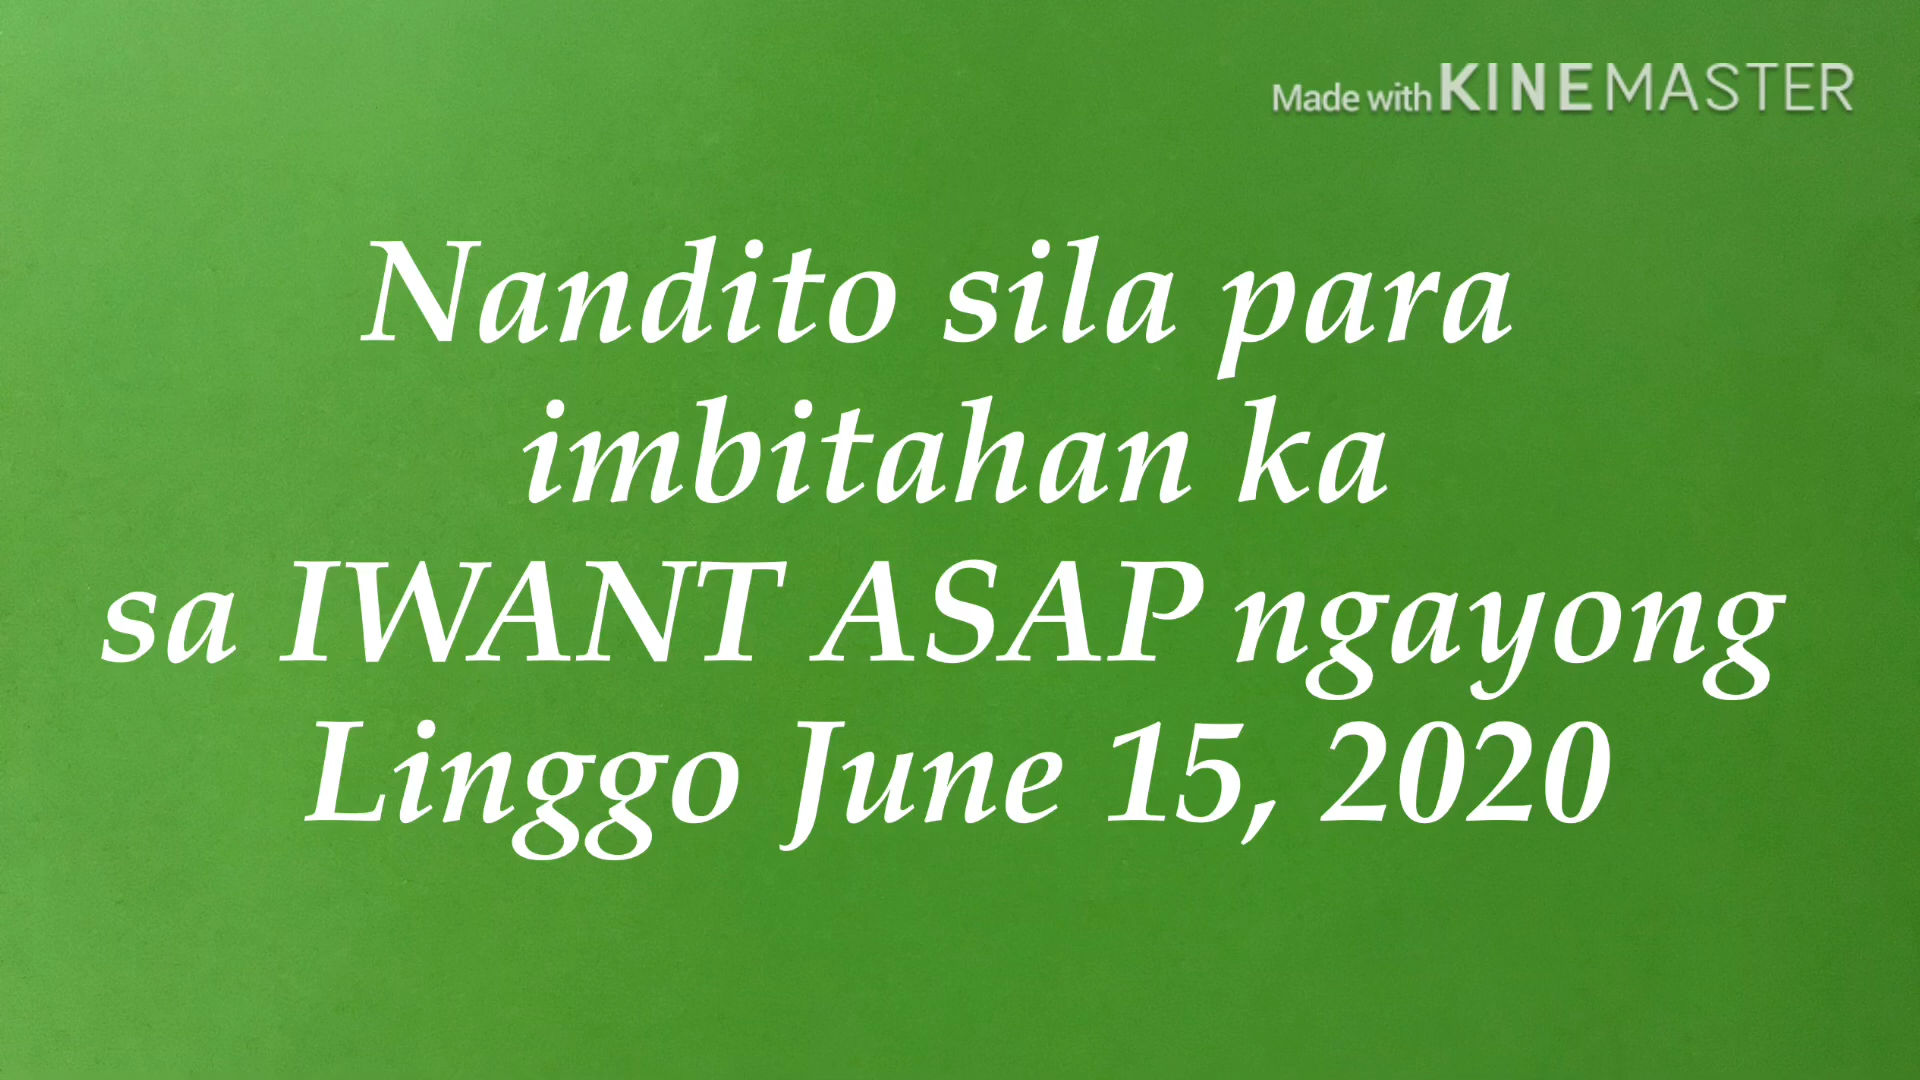 Made with KINEMASTER
Nandito sila para
imbitahan ka
sa IWANT ASAP ngayong
Linggo June 15, 2020